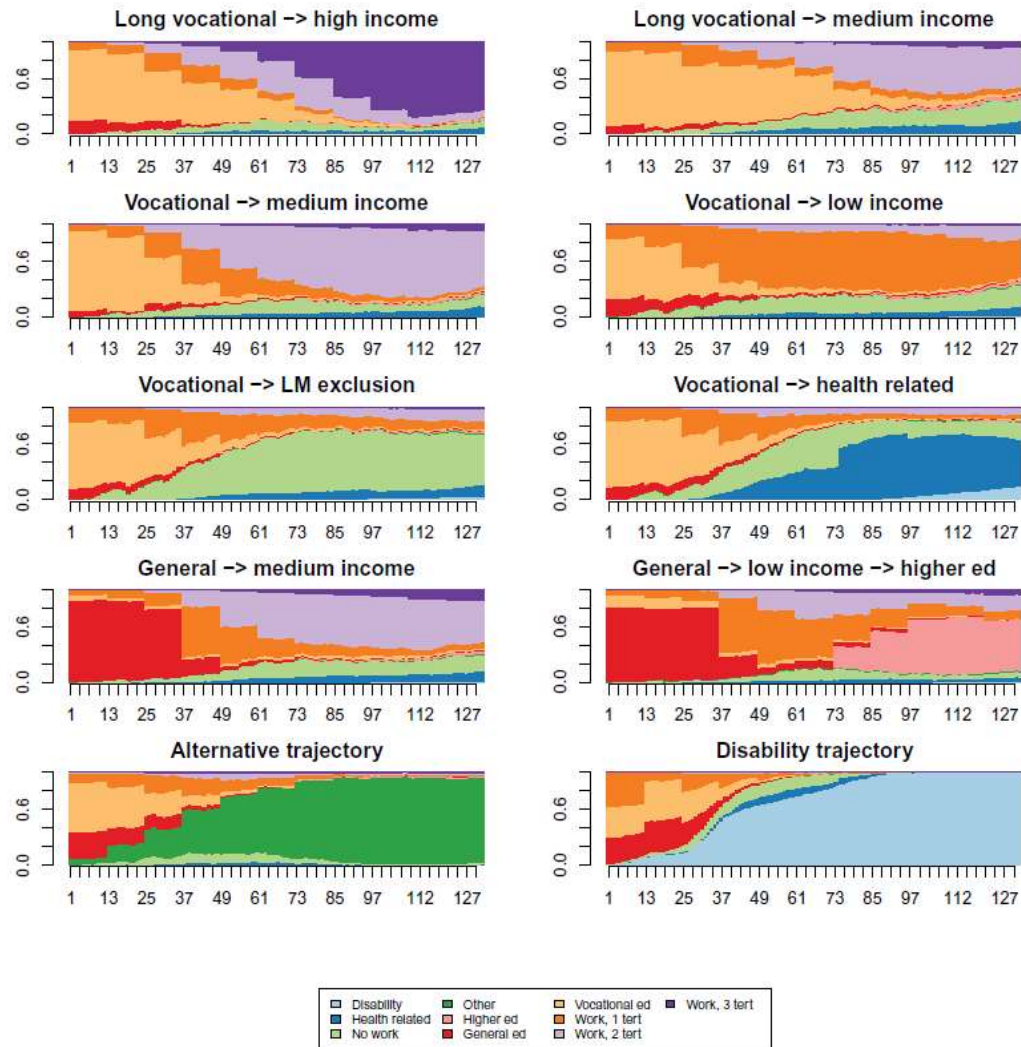 Long vocational −> high income
Long vocational −> medium income
0.0 0.6
1 13 25 37 49 61 73 85 97 112 127
0.0 0.6
1 13 25 37 49 61 73 85 97 112 127
Vocational −> medium income
Vocational −> low income
0.0 0.6
1 13 25 37 49 61 73 85 97 112 127
0.0 0.6
1 13 25 37 49 61 73 85 97 112 127
Vocational −> LM exclusion
Vocational −> health related
0.0 0.6
1 13 25 37 49 61 73 85 97 112 127
0.0 0.6
1 13 25 37 49 61 73 85 97 112 127
General −> medium income
General −> low income −> higher ed
0.0 0.6
1 13 25 37 49 61 73 85 97 112 127
0.0 0.6
1 13 25 37 49 61 73 85 97 112 127
Alternative trajectory
Disability trajectory
0.0 0.6
1 13 25 37 49 61 73 85 97 112 127
0.0 0.6
1 13 25 37 49 61 73 85 97 112 127
Disability Other Vocational ed Work, 3 tert
Health related Higher ed Work, 1 tert
No work General ed Work, 2 tert